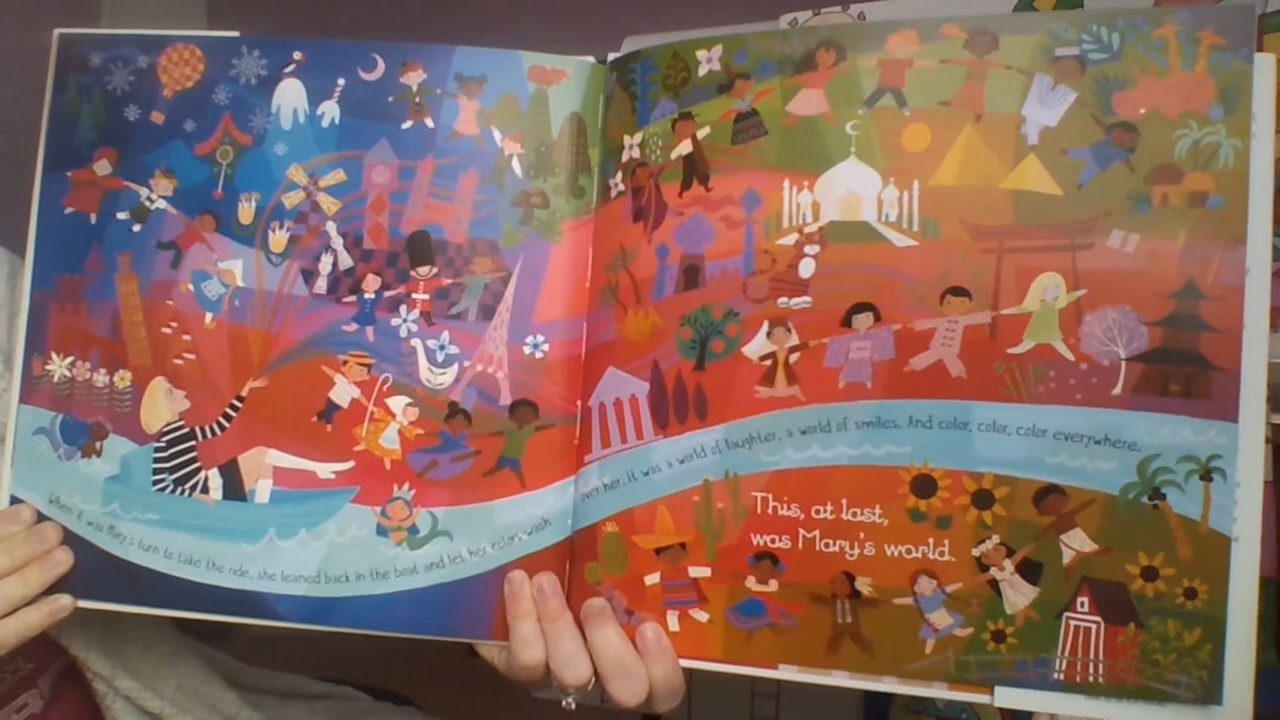 When it was Mary's turn to take the ride, she leaned back in the boat and let her colors wash
over her. It was a world of laughter, a world of smiles. And color, color, color everywhere.
This, at last,
was Mary's world.